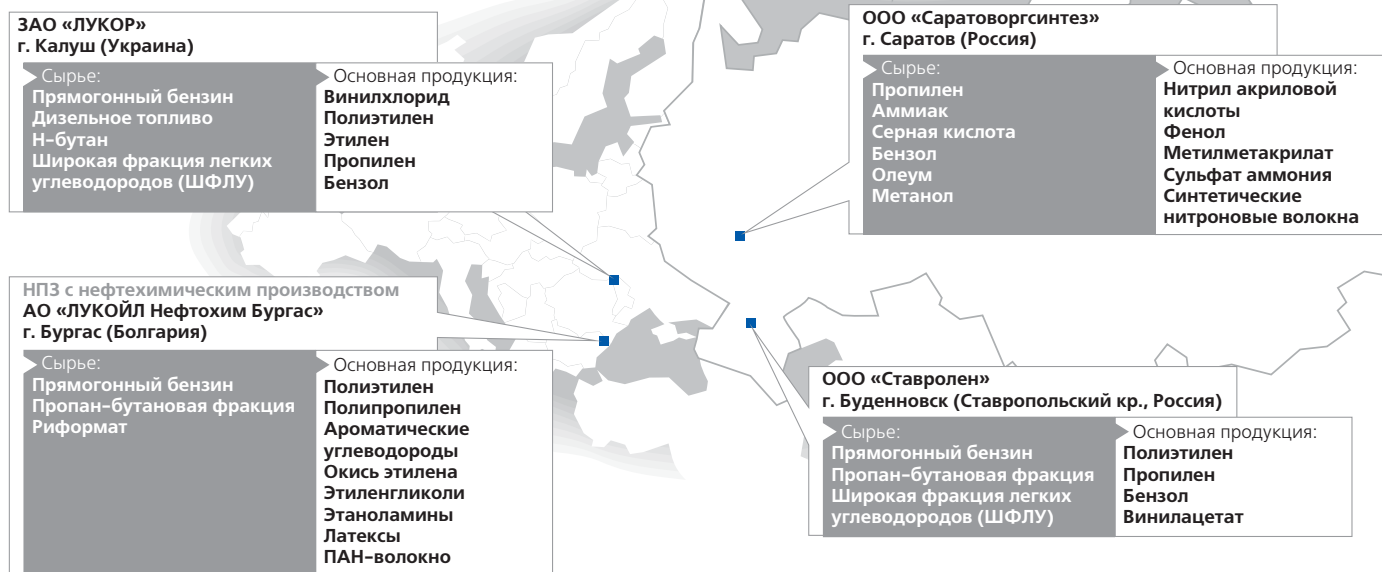 ЗАО «ЛУКОР»
г. Калуш (Украина)
Сырье:
Прямогонный бензин
Дизельное топливо
Н-бутан
Широкая фракция легких
углеводородов (ШФЛУ)
Основная продукция:
Винилхлорид
Полиэтилен
Этилен
Пропилен
Бензол
ООО «Саратоворгсинтез»
г. Саратов (Россия)
Сырье:
Пропилен
Аммиак
Серная кислота
Бензол
Олеум
Метанол
Основная продукция:
Нитрил акриловой
кислоты
Фенол
Метилметакрилат
Сульфат аммония
Синтетические
нитроновые волокна
НПЗ с нефтехимическим производством
АО «ЛУКОЙЛ Нефтохим Бургас»
г. Бургас (Болгария)
Сырье:
Прямогонный бензин
Пропан-бутановая фракция
Риформат
Основная продукция:
Полиэтилен
Полипропилен
Ароматические
углеводороды
Окись этилена
Этиленгликоли
Этаноламины
Латексы
ПАН-волокно
ООО «Ставролен»
г. Буденновск (Ставропольский кр., Россия)
Сырье:
Прямогонный бензин
Пропан-бутановая фракция
Широкая фракция легких
углеводородов (ШФЛУ)
Основная продукция:
Полиэтилен
Пропилен
Бензол
Винилацетат